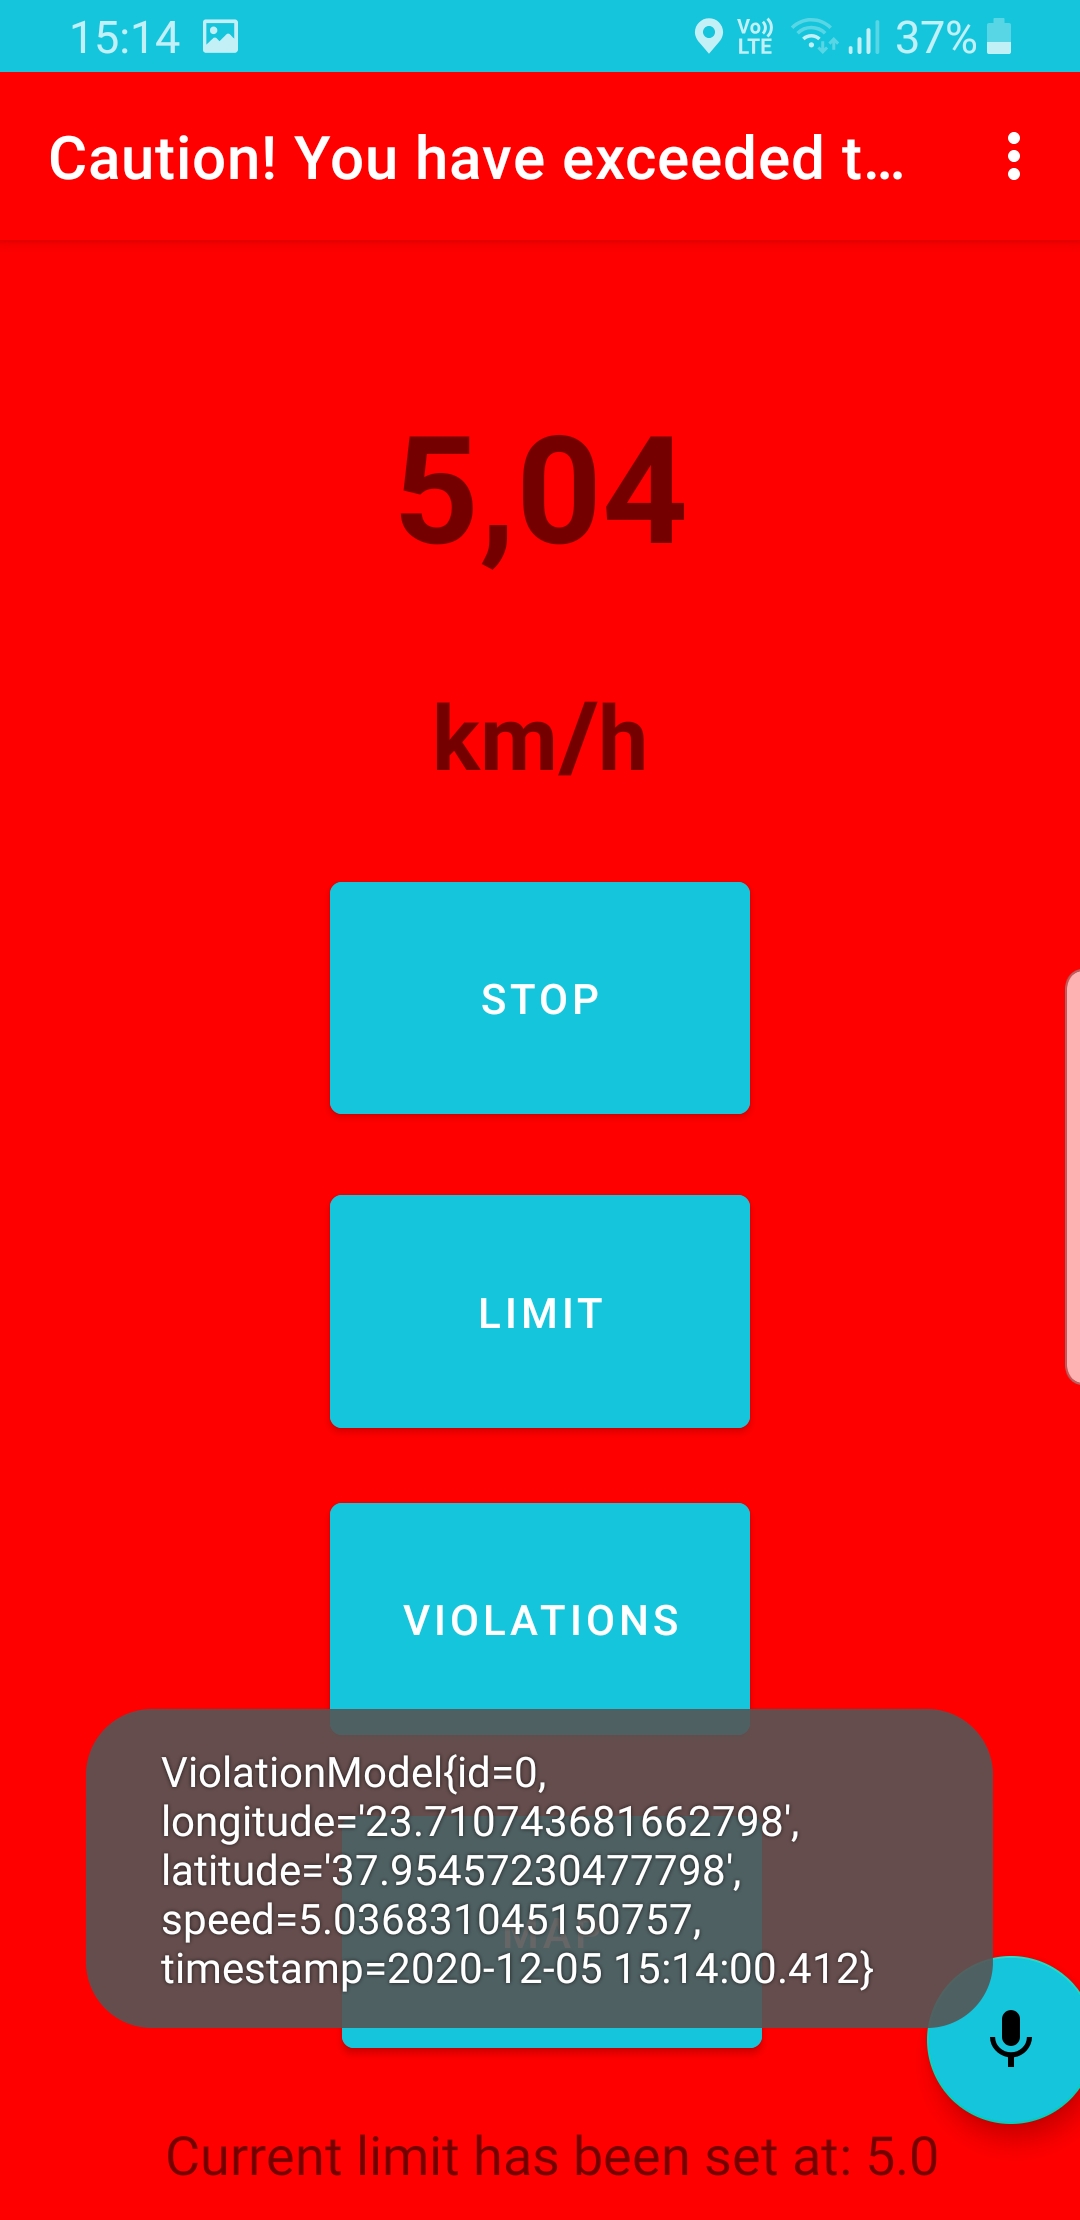 15:14
Vo)) LTE
37%
Caution! You have exceeded t...
5,04
km/h
STOP
LIMIT
VIOLATIONS
ViolationModel{id=0,
longitude='23.710743681662798',
latitude='37.95457230477798',
speed=5.036831045150757,
MAP
timestamp=2020-12-05 15:14:00.412}
Current limit has been set at: 5.0